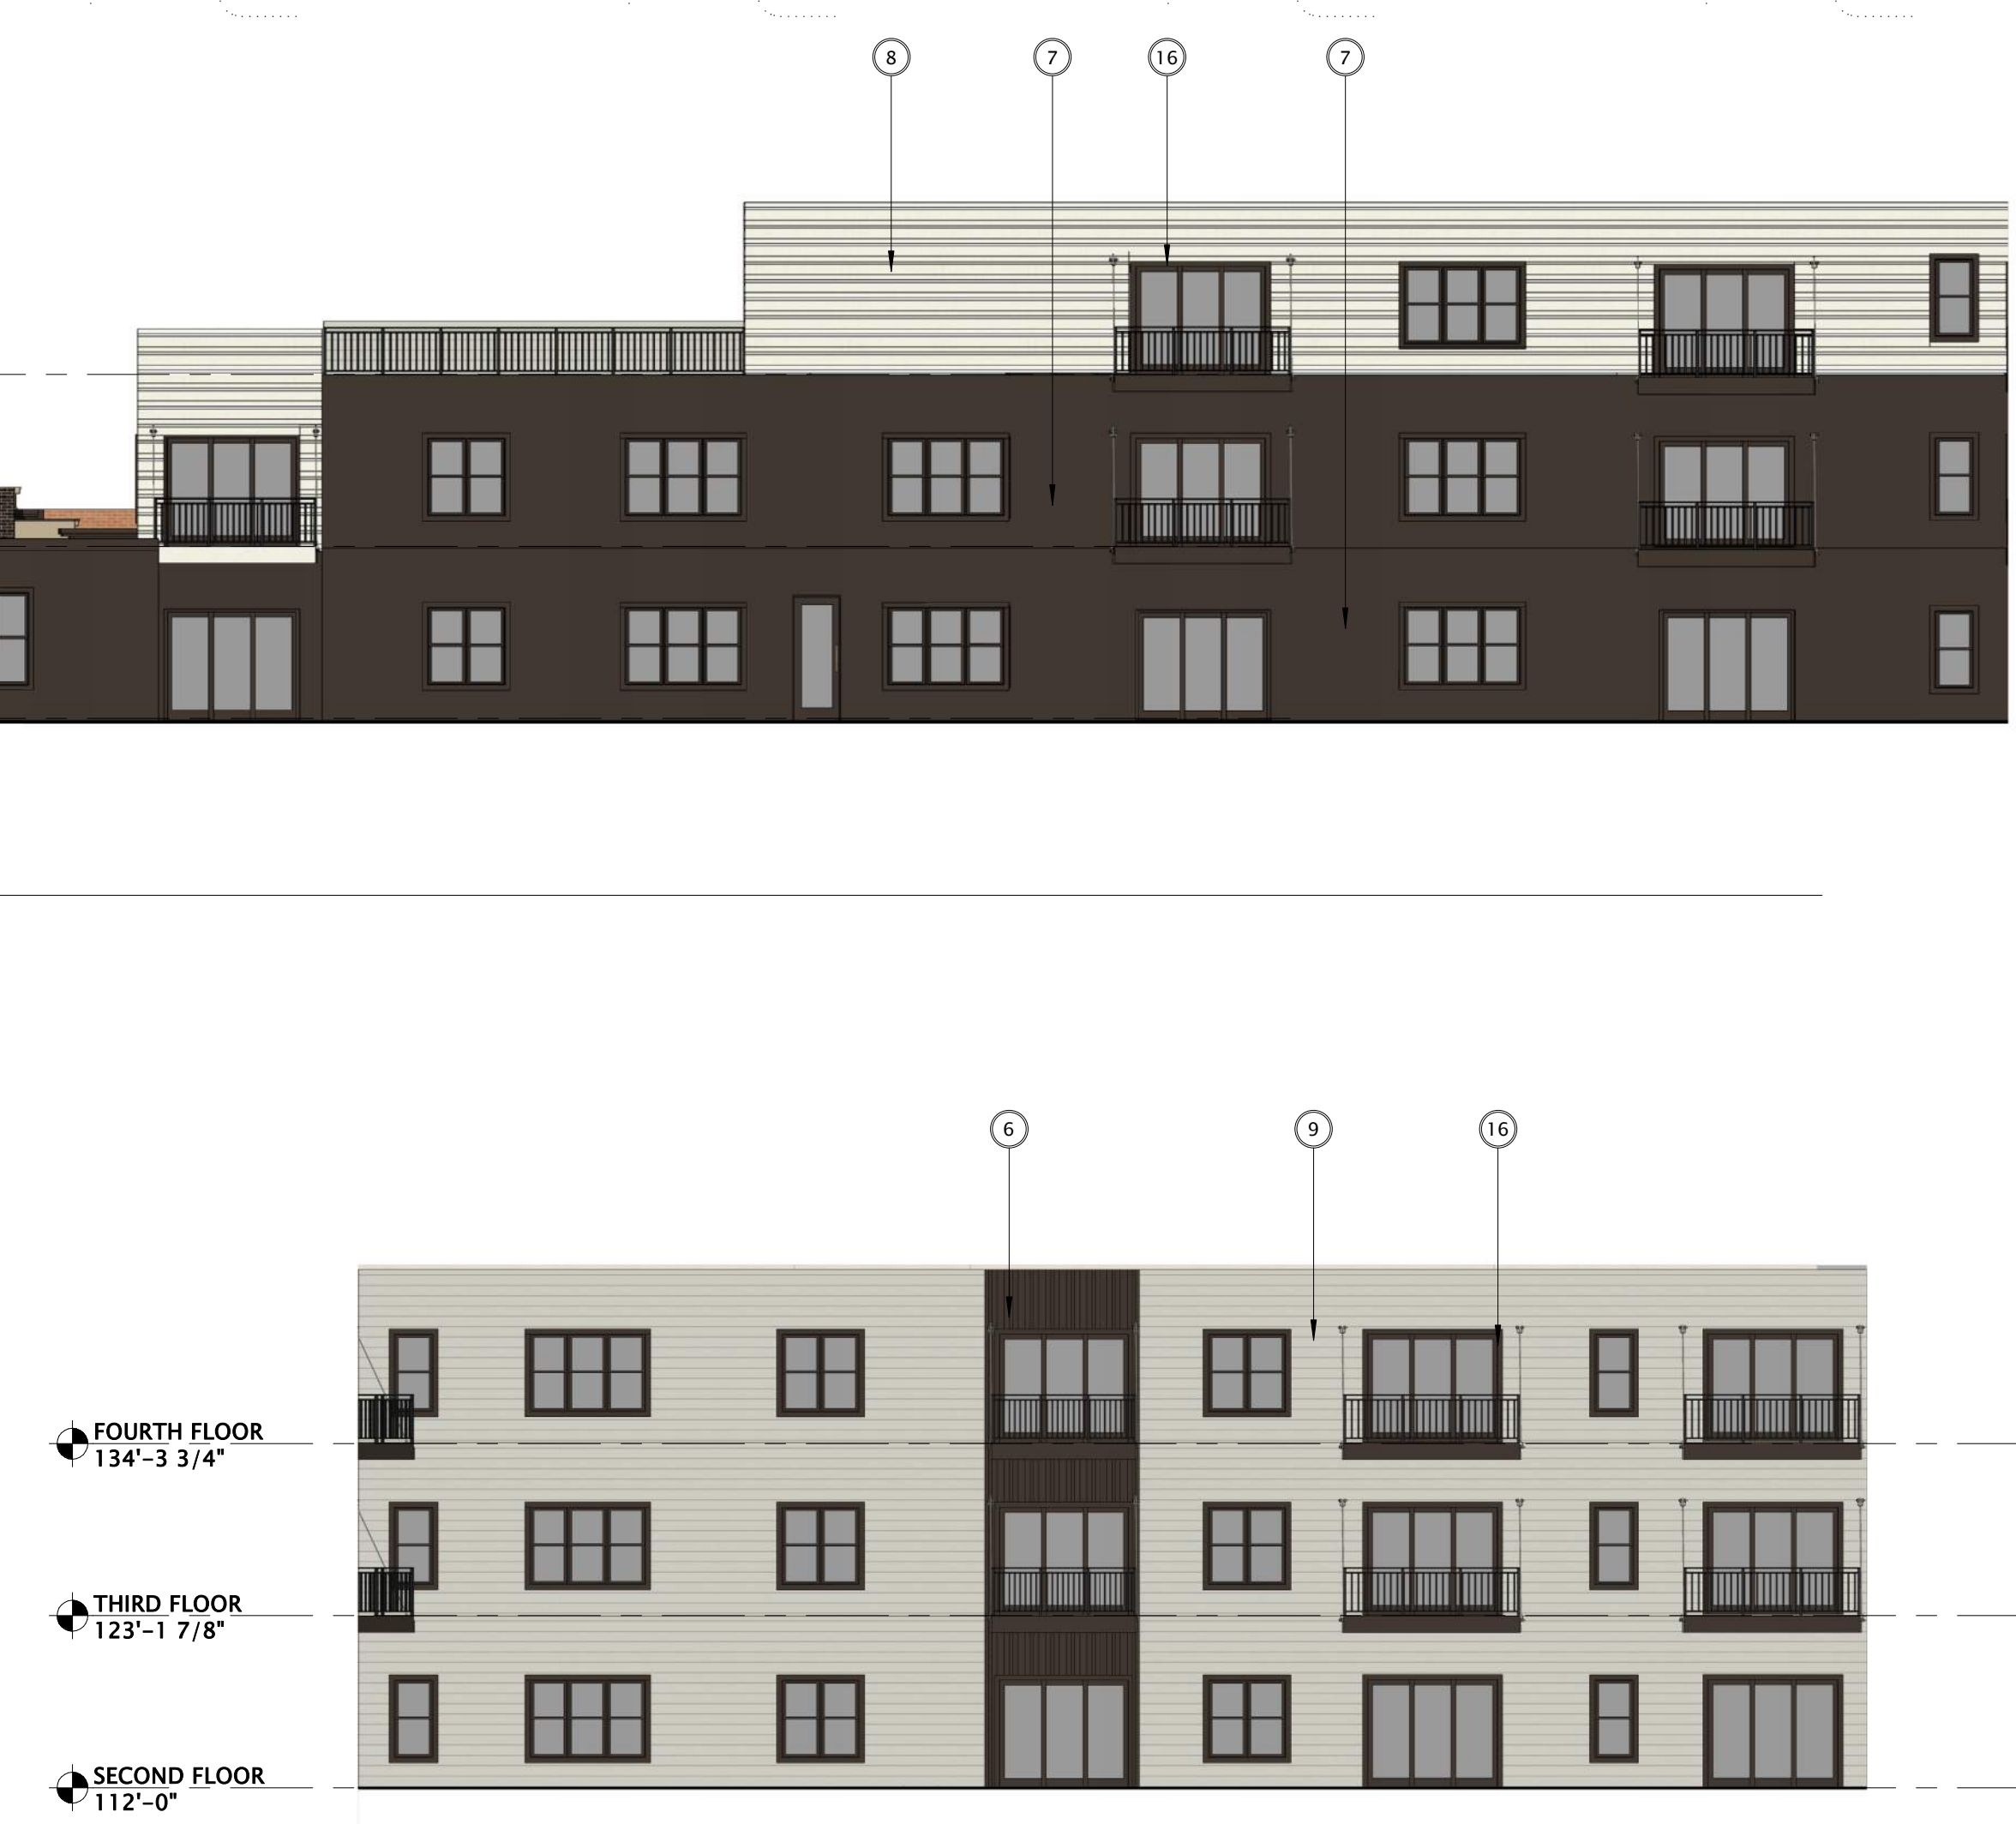 8 7 16 7
6 9 16
FOURTH FLOOR
134'-3 3/4"
THIRD FLOOR
123'-1 7/8"
SECOND FLOOR
112'-0"